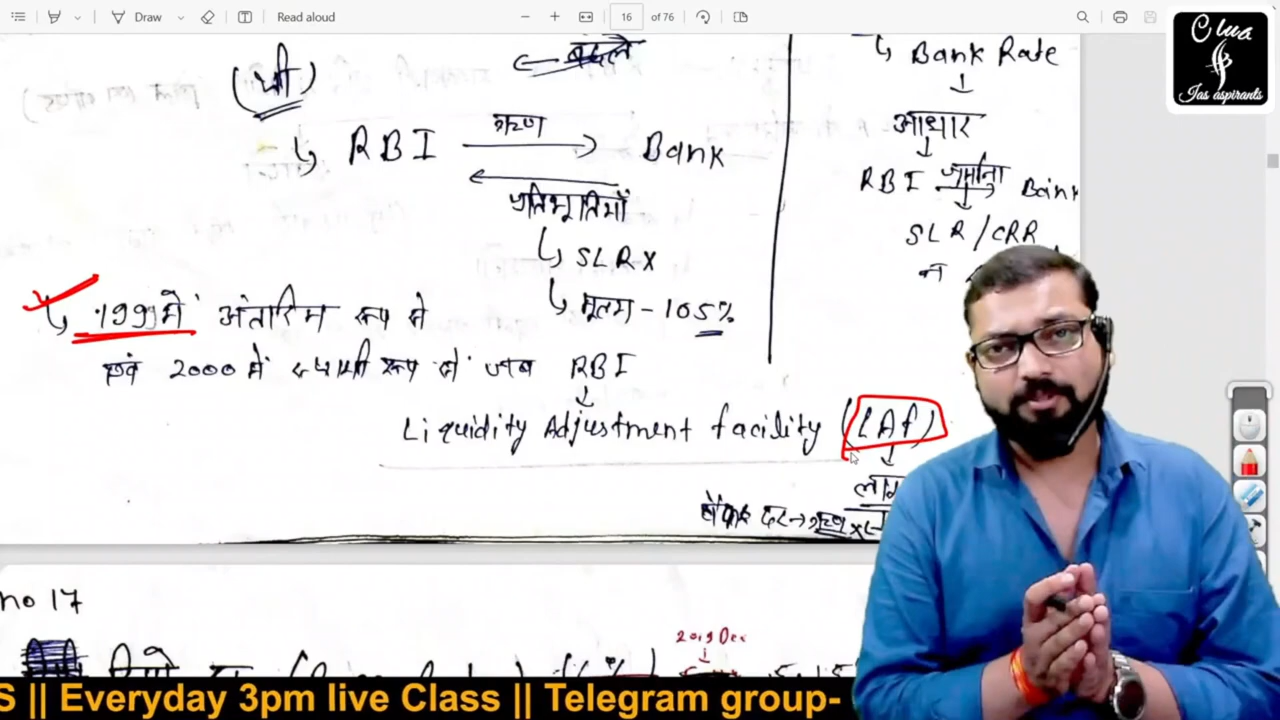 Draw
Read aloud
16 of 76
Clua
Ias aspirants
बदले
Bank Rate
आधार
RBI जुर्माना Bank
SLR/CRR
न
RBI ऋण Bank
प्रतिभूतियाँ
SLR X
मूल्य - 105%
1999 में अंतरिम रूप से
एवं 2000 में स्थायी रूप से जब RBI
Liquidity Adjustment facility (LAF)
बैंक दर → ऋण
no 17
2019 Dec
S || Everyday 3pm live Class || Telegram group-